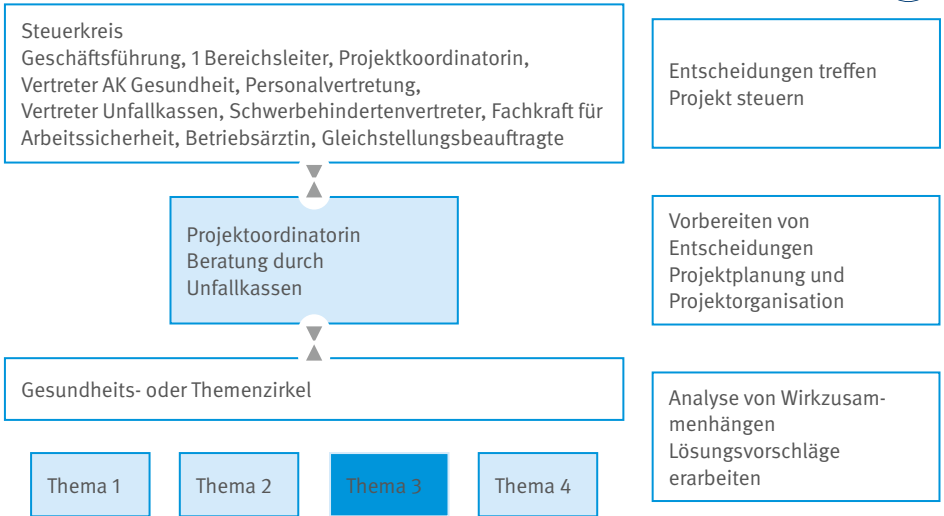 Steuerkreis
Geschäftsführung, 1 Bereichsleiter, Projektkoordinatorin,
Vertreter AK Gesundheit, Personalvertretung,
Vertreter Unfallkassen, Schwerbehindertenvertreter, Fachkraft für
Arbeitssicherheit, Betriebsärztin, Gleichstellungsbeauftragte
Entscheidungen treffen
Projekt steuern
Projektoordinatorin
Beratung durch
Unfallkassen
Vorbereiten von
Entscheidungen
Projektplanung und
Projektorganisation
Gesundheits- oder Themenzirkel
Analyse von Wirkzusam-
menhängen
Lösungsvorschläge
erarbeiten
Thema 1
Thema 2
Thema 3
Thema 4